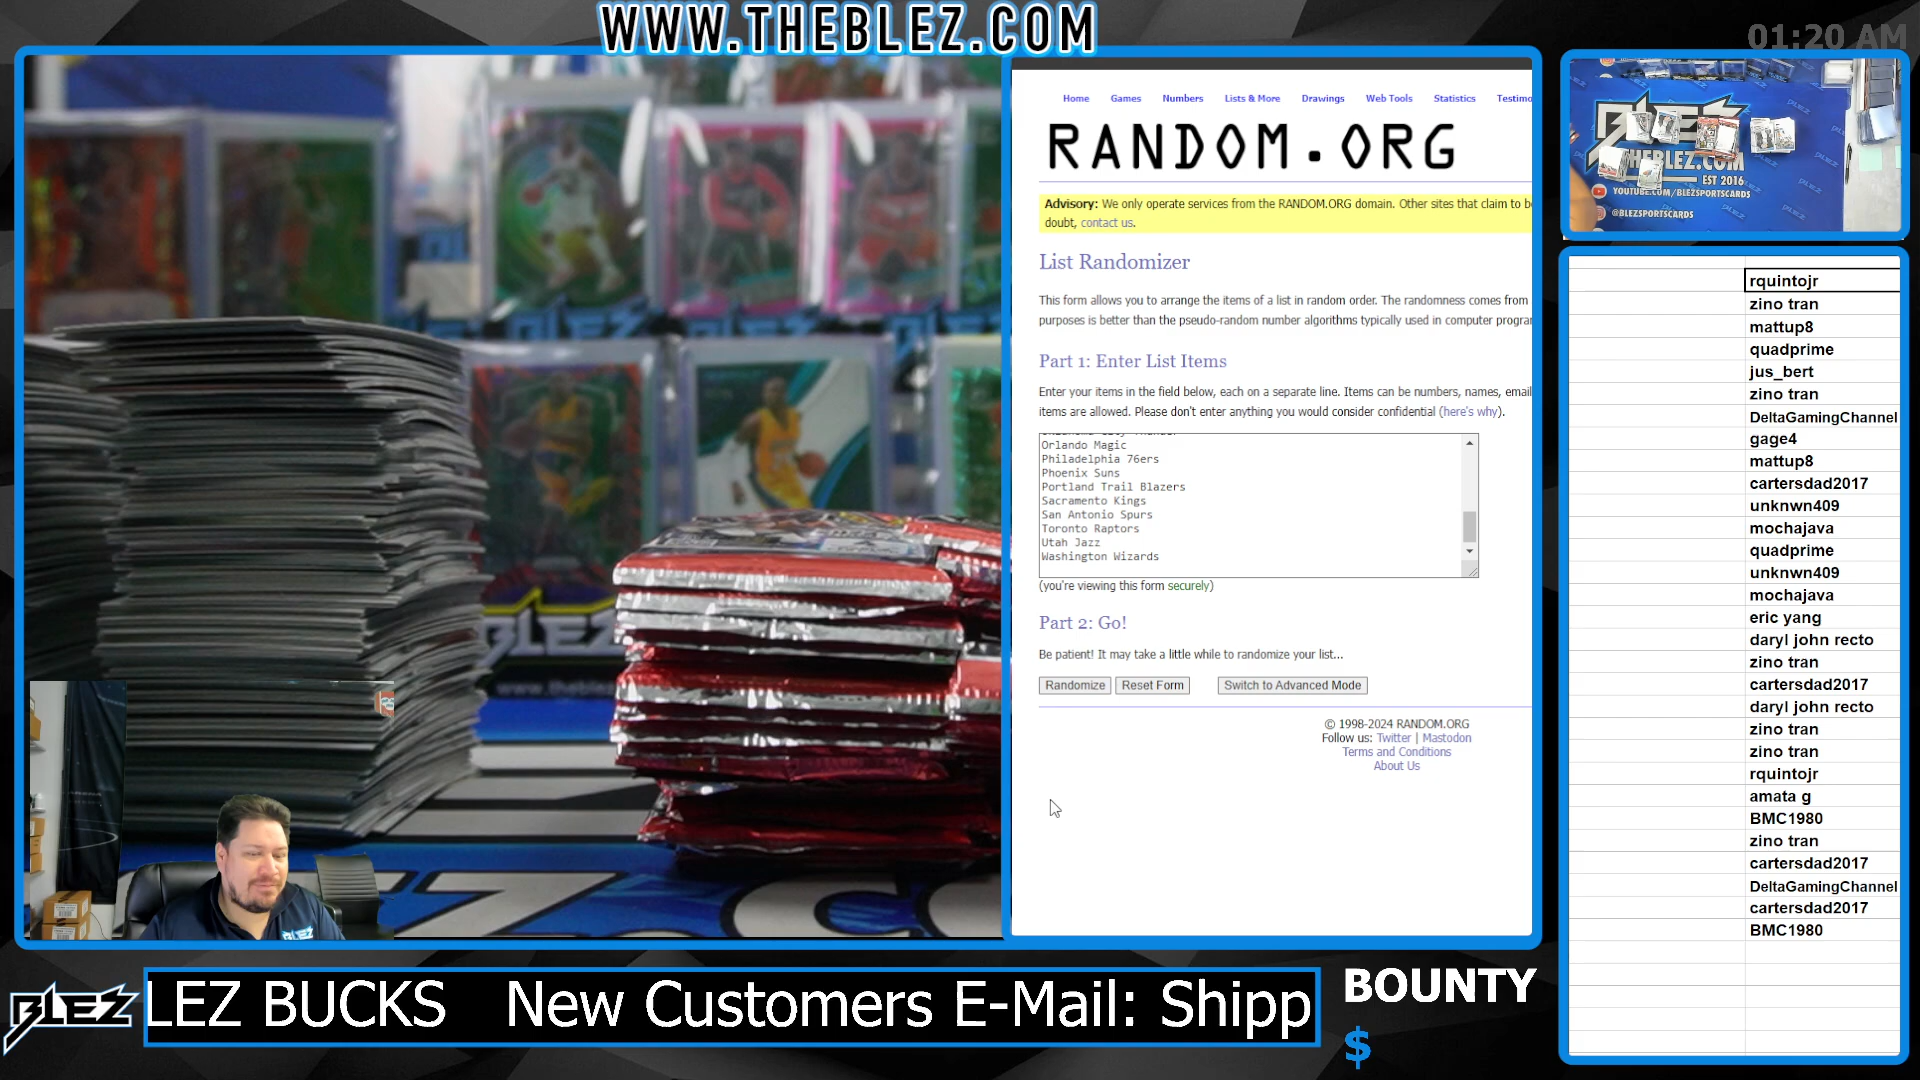 WWW.THEBLEZ.COM
01:20 AM
Home Games Numbers Lists & More Drawings Web Tools Statistics Testimo
RANDOM.ORG
Advisory: We only operate services from the RANDOM.ORG domain. Other sites that claim to b
doubt, contact us.
List Randomizer
This form allows you to arrange the items of a list in random order. The randomness comes from
purposes is better than the pseudo-random number algorithms typically used in computer progra
Part 1: Enter List Items
Enter your items in the field below, each on a separate line. Items can be numbers, names, email
items are allowed. Please don't enter anything you would consider confidential (here's why).
Orlando Magic
Philadelphia 76ers
Phoenix Suns
Portland Trail Blazers
Sacramento Kings
San Antonio Spurs
Toronto Raptors
Utah Jazz
Washington Wizards
(you're viewing this form securely)
Part 2: Go!
Be patient! It may take a little while to randomize your list...
Randomize Reset Form Switch to Advanced Mode
© 1998-2024 RANDOM.ORG
Follow us: Twitter | Mastodon
Terms and Conditions
About Us
BLEZ
THEBLEZ.COM
EST 2016
YOUTUBE.COM/BLEZSPORTSCARDS
@BLEZSPORTSCARDS
rquintojr
zino tran
mattup8
quadprime
jus_bert
zino tran
DeltaGamingChannel
gage4
mattup8
cartersdad2017
unknwn409
mochajava
quadprime
unknwn409
mochajava
eric yang
daryl john recto
zino tran
cartersdad2017
daryl john recto
zino tran
zino tran
rquintojr
amata g
BMC1980
zino tran
cartersdad2017
DeltaGamingChannel
cartersdad2017
BMC1980
BLEZ
LEZ BUCKS New Customers E-Mail: Shipp
BOUNTY
$